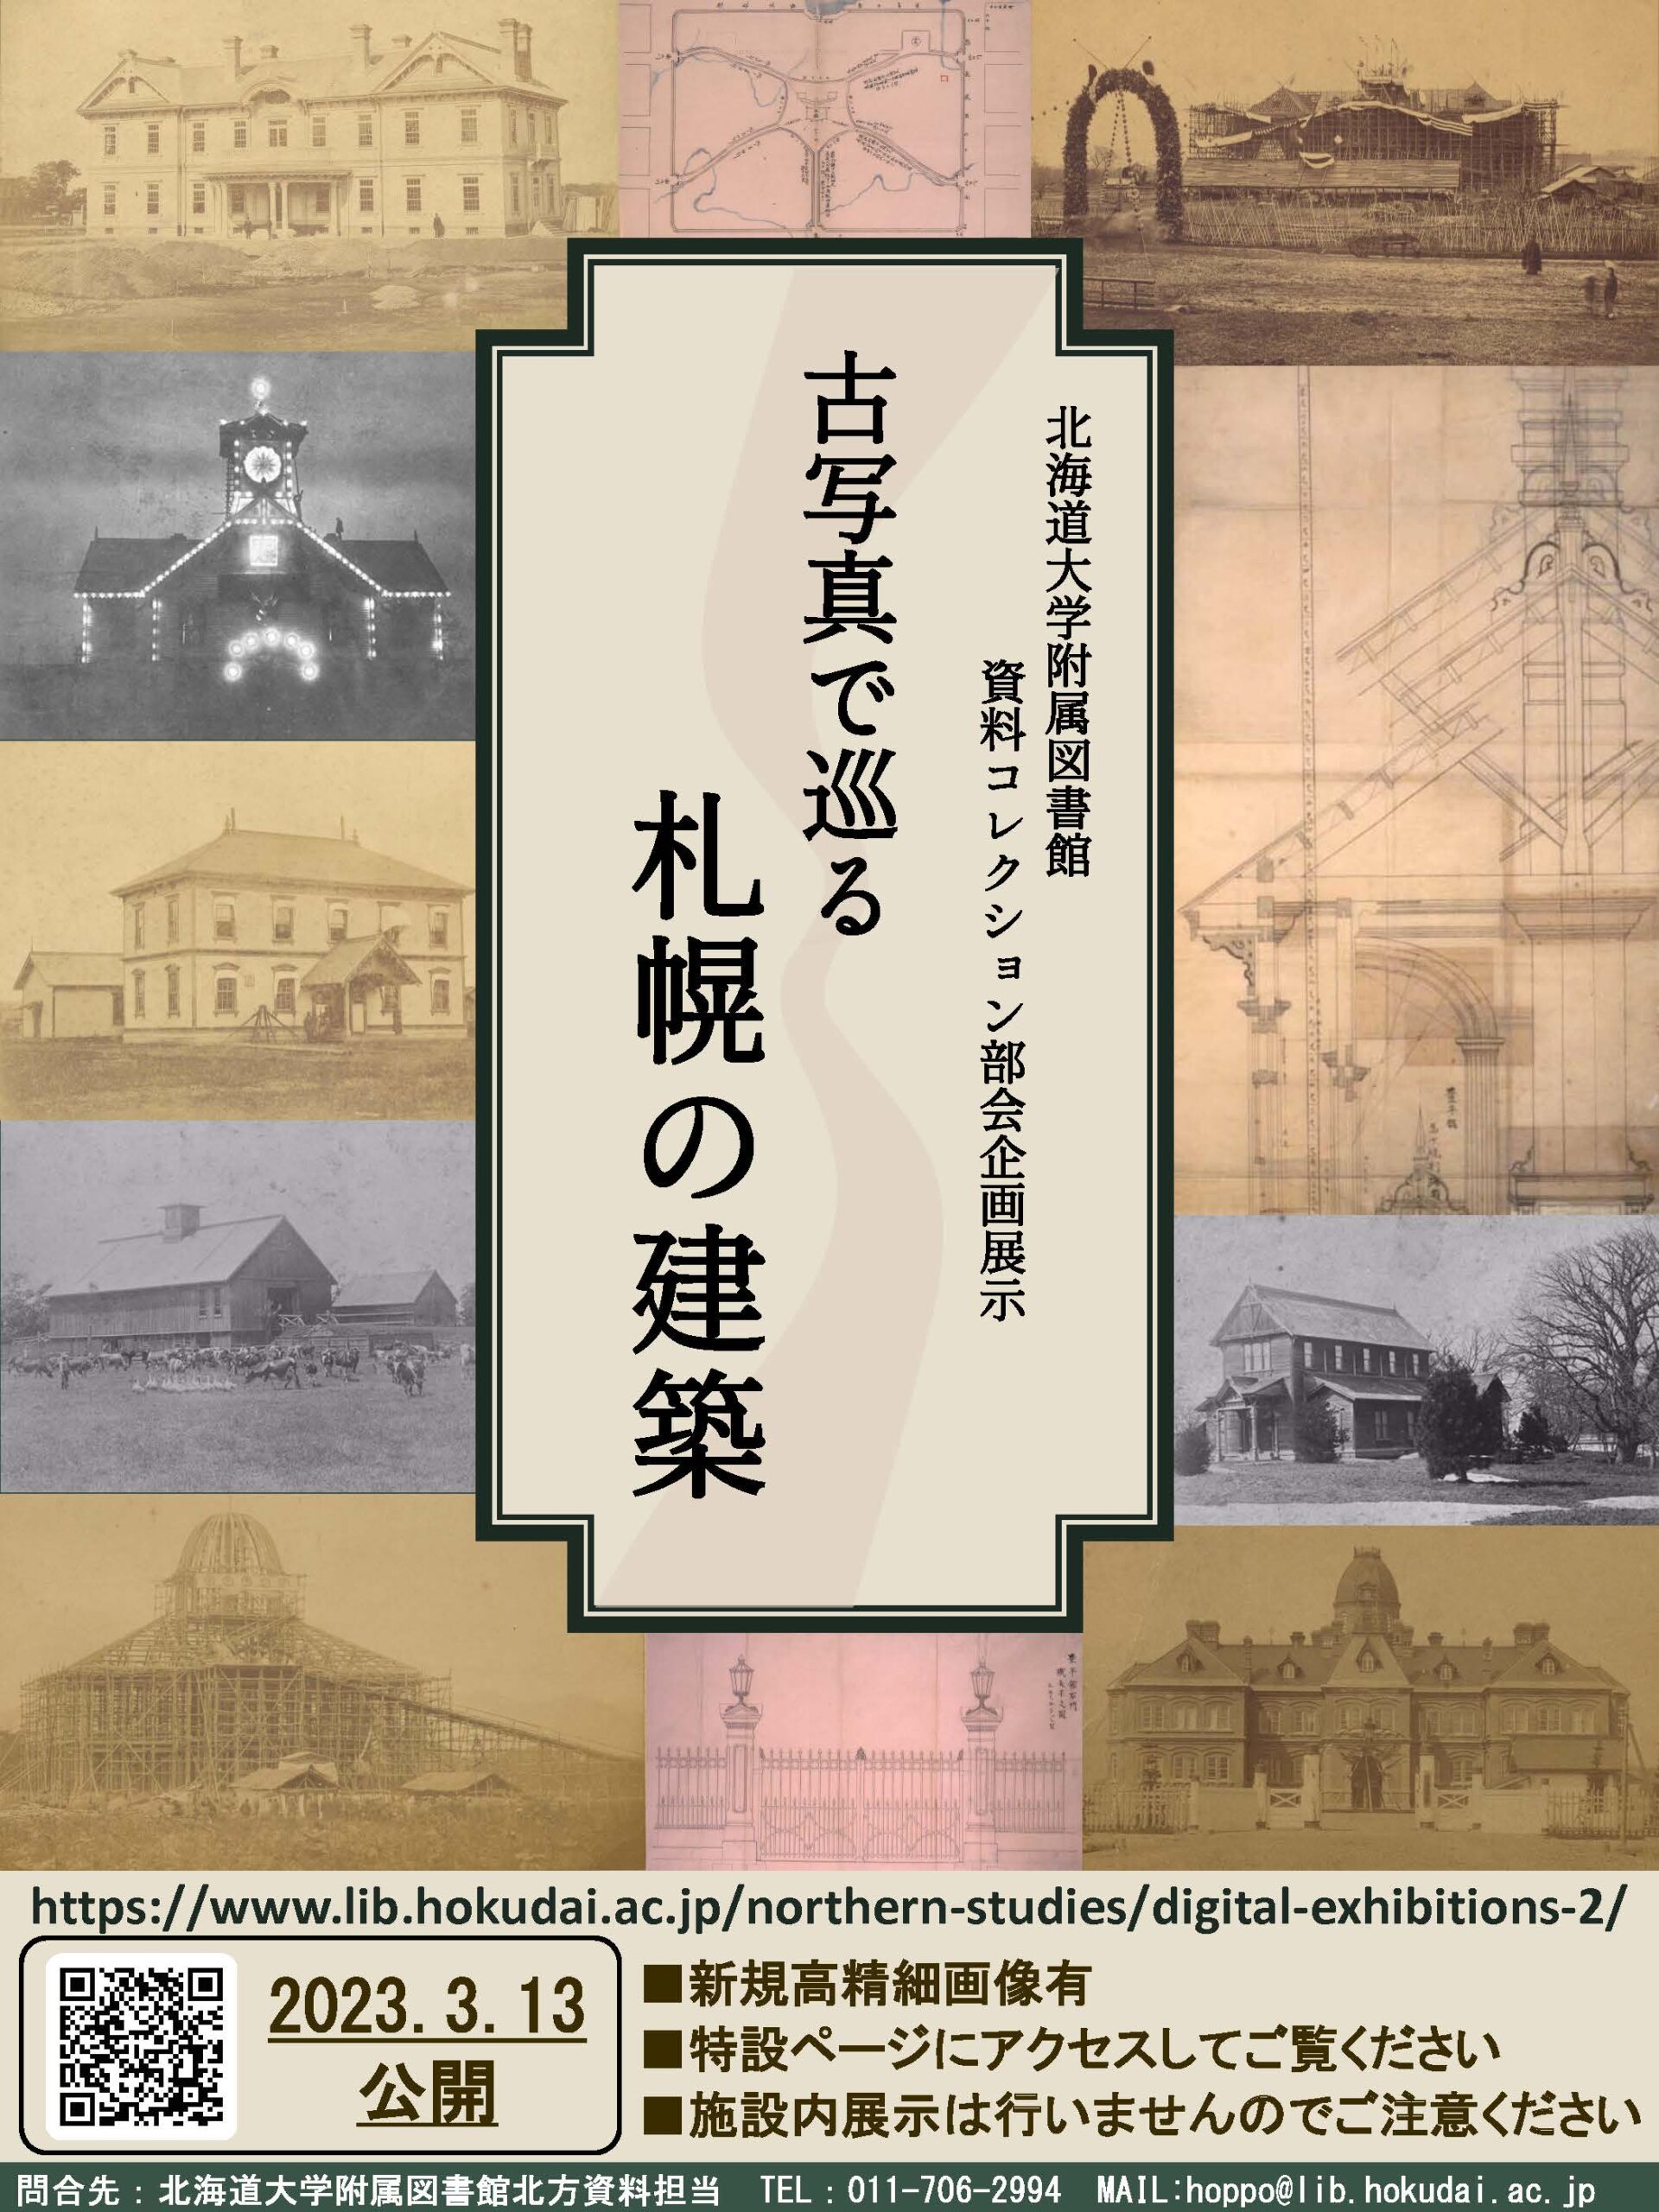 北海道大学附属図書館
資料コレクション部会企画展示
古写真で巡る
札幌の建築
https://www.lib.hokudai.ac.jp/northern-studies/digital-exhibitions-2/
2023.3.13
公開
■新規高精細画像有
■特設ページにアクセスしてご覧ください
■施設内展示は行いませんのでご注意ください
問合先：北海道大学附属図書館北方資料担当　TEL：011-706-2994　MAIL:hoppo@lib.hokudai.ac.jp